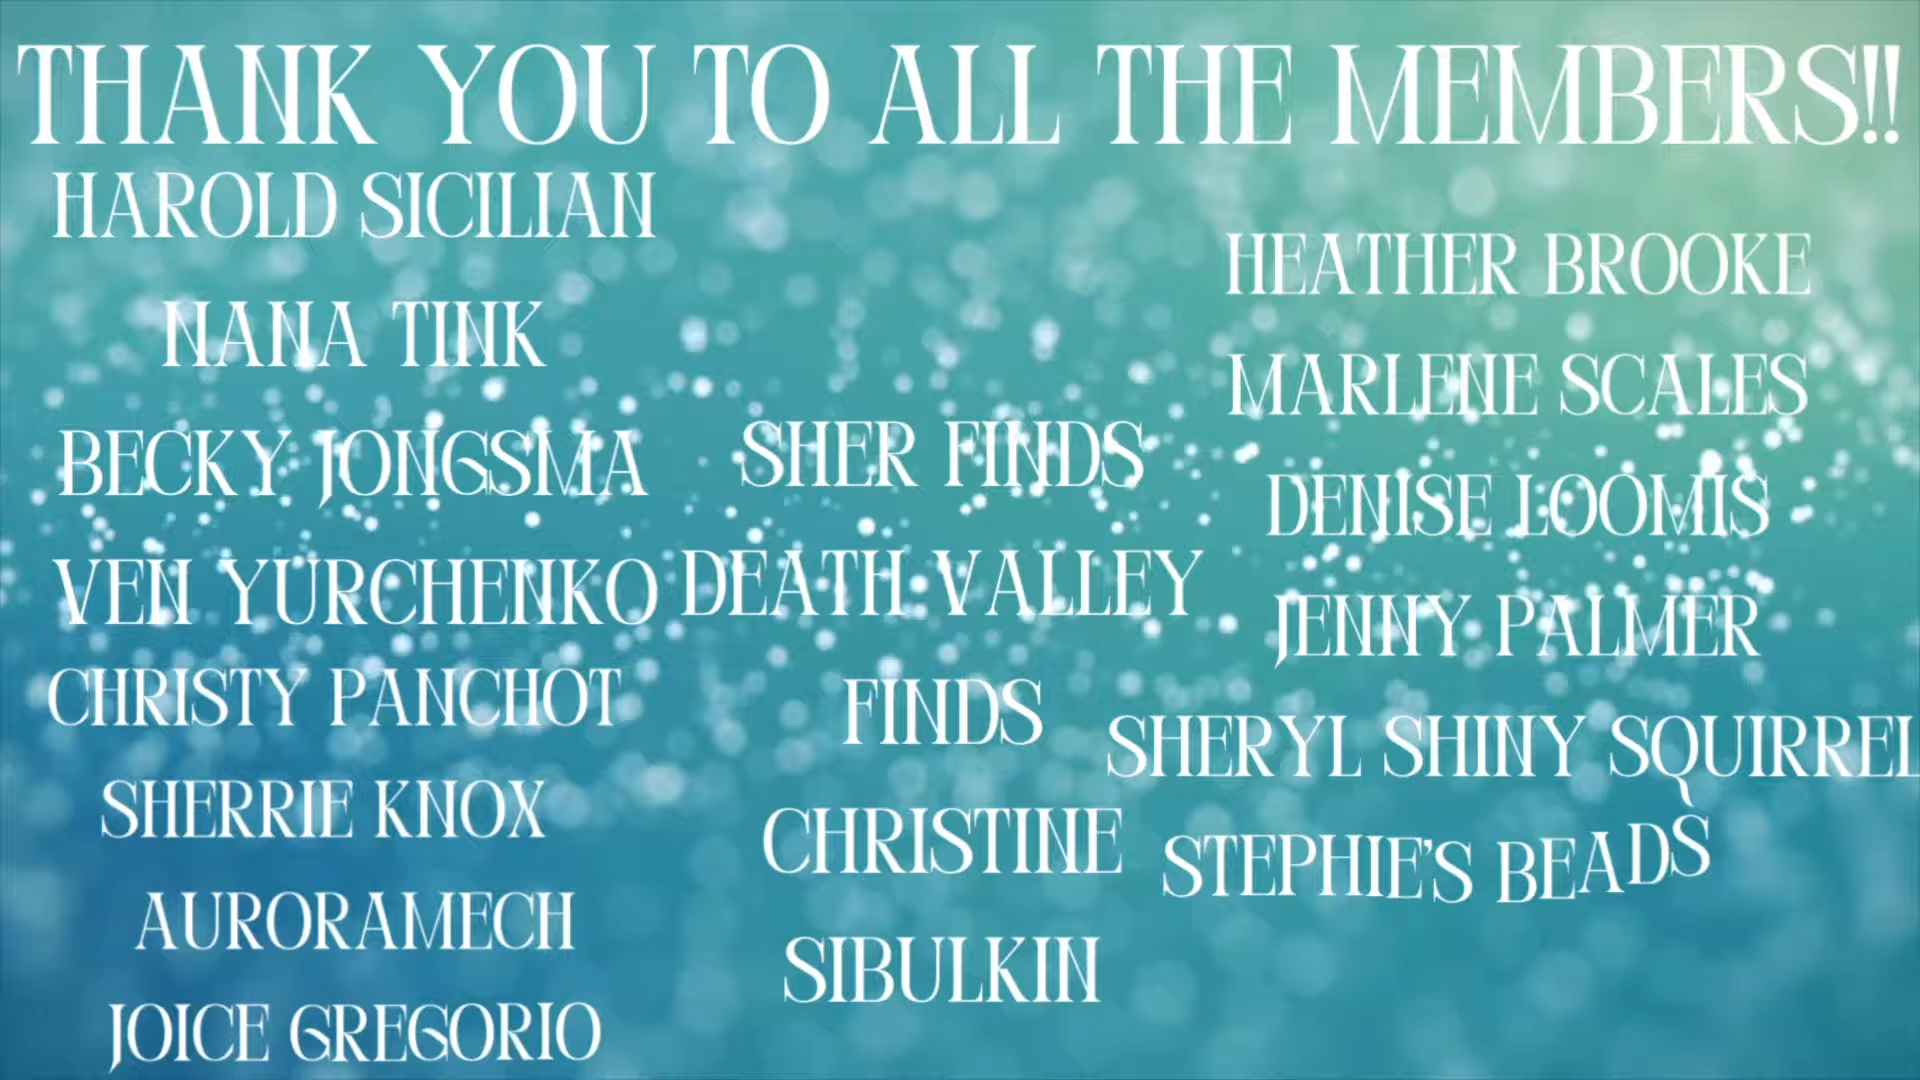 THANK YOU TO ALL THE MEMBERS!!
HAROLD SICILIAN
NANA TINK
BECKY JONGSMA
VEN YURCHENKO
CHRISTY PANCHOT
SHERRIE KNOX
AURORAMECH
JOICE GREGORIO
SHER FINDS
DEATH VALLEY
FINDS
CHRISTINE
SIBULKIN
HEATHER BROOKE
MARLENE SCALES
DENISE LOOMIS
JENNY PALMER
SHERYL SHINY SQUIRREL
STEPHIE'S BEADS